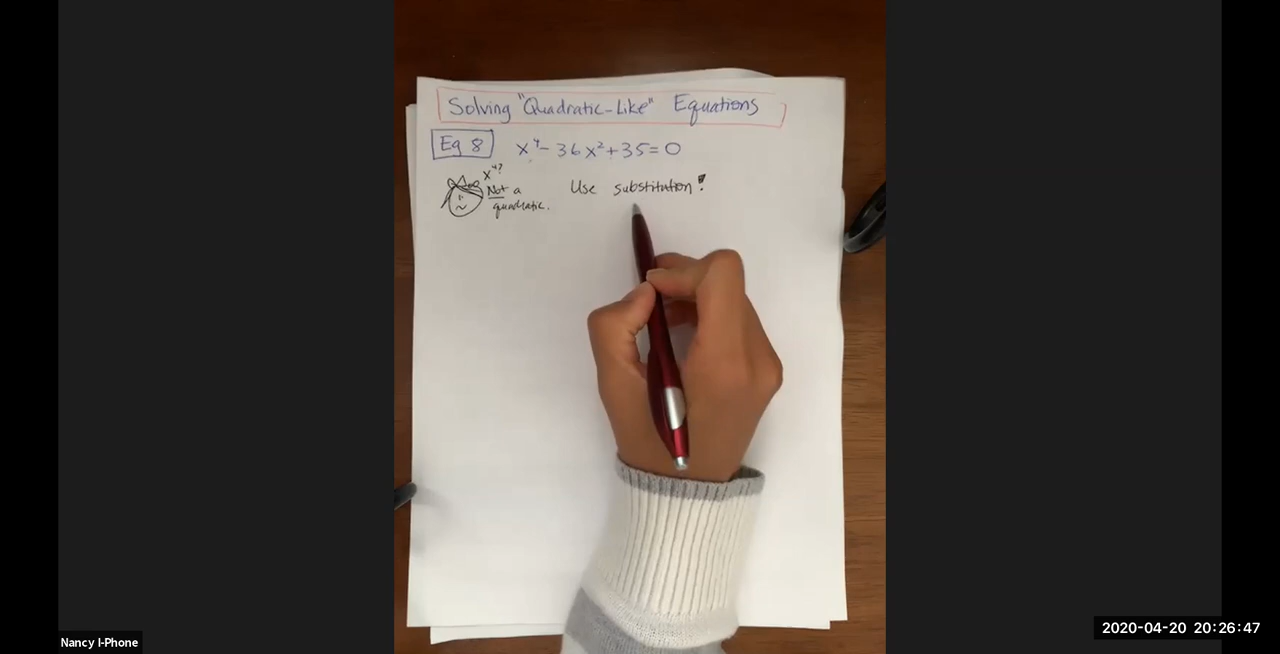 Solving "Quadratic-Like" Equations
Eg 8 x⁴ - 36x² + 35 = 0
x⁴?
Not a
quadratic.
Use substitution!
Nancy I-Phone
2020-04-20 20:26:47